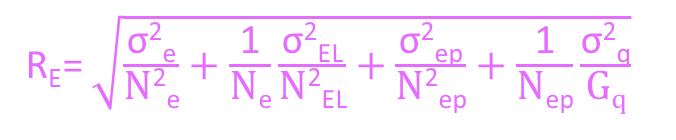 R_E= √(σ²_e/N²_e + 1/N_e σ²_EL/N²_EL + σ²_ep/N²_ep + 1/N_ep σ²_q/G_q)